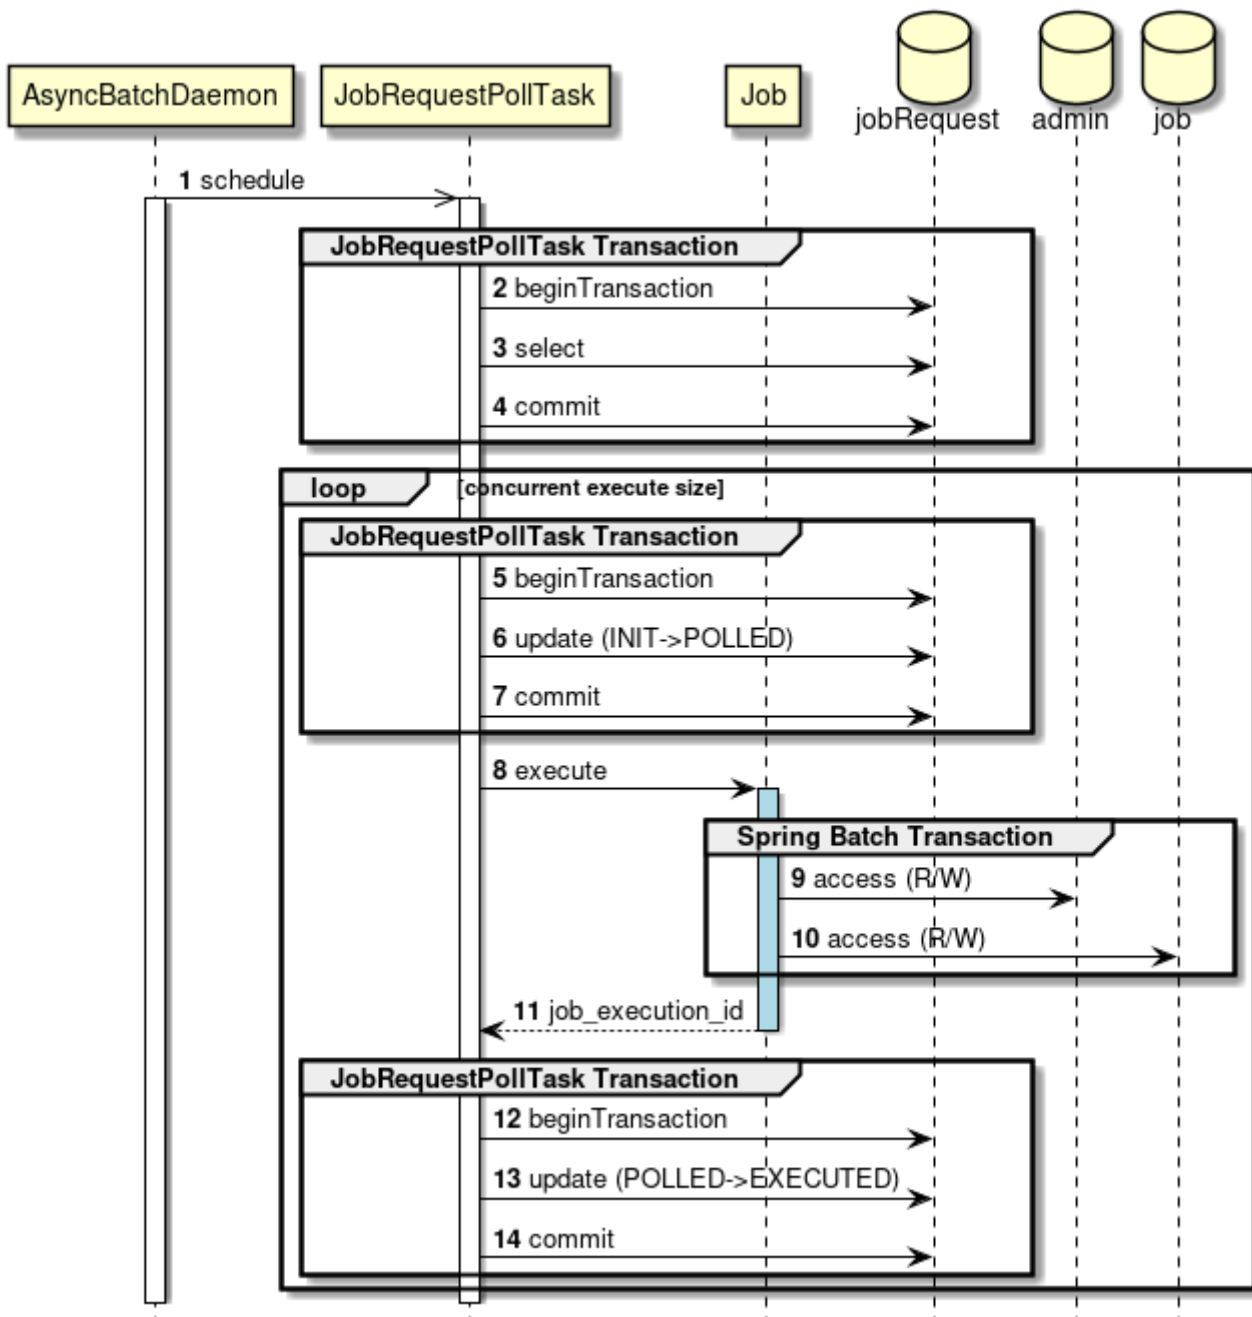 AsyncBatchDaemon
JobRequestPollTask
Job
jobRequest
admin
job
1 schedule
JobRequestPollTask Transaction
2 beginTransaction
3 select
4 commit
loop [concurrent execute size]
JobRequestPollTask Transaction
5 beginTransaction
6 update (INIT->POLLED)
7 commit
8 execute
Spring Batch Transaction
9 access (R/W)
10 access (R/W)
11 job_execution_id
JobRequestPollTask Transaction
12 beginTransaction
13 update (POLLED->EXECUTED)
14 commit